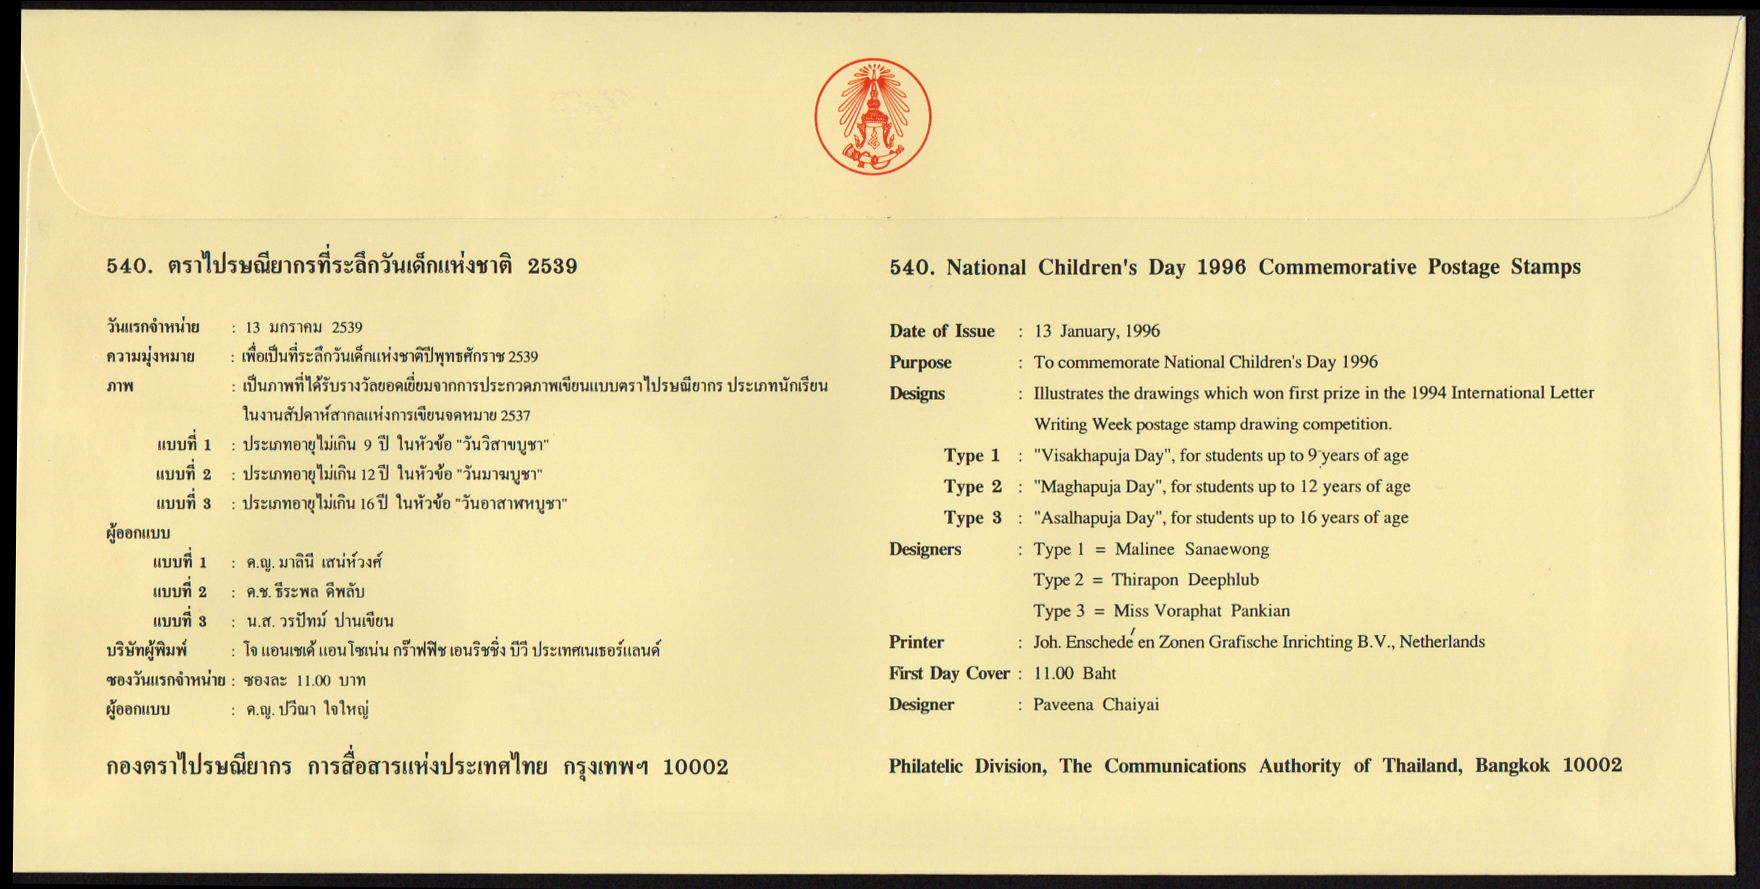 540. ตราไปรษณียากรที่ระลึกวันเด็กแห่งชาติ 2539
วันแรกจำหน่าย : 13 มกราคม 2539
ความมุ่งหมาย : เพื่อเป็นที่ระลึกวันเด็กแห่งชาติปีพุทธศักราช 2539
ภาพ : เป็นภาพที่ได้รับรางวัลยอดเยี่ยมจากการประกวดภาพเขียนแบบตราไปรษณียากร ประเภทนักเรียน
ในงานสัปดาห์สากลแห่งการเขียนจดหมาย 2537
แบบที่ 1 : ประเภทอายุไม่เกิน 9 ปี ในหัวข้อ "วันวิสาขบูชา"
แบบที่ 2 : ประเภทอายุไม่เกิน 12 ปี ในหัวข้อ "วันมาฆบูชา"
แบบที่ 3 : ประเภทอายุไม่เกิน 16 ปี ในหัวข้อ "วันอาสาฬหบูชา"
ผู้ออกแบบ
แบบที่ 1 : ด.ญ. มาลินี เสน่ห์วงศ์
แบบที่ 2 : ด.ช. ธีระพล ดีพลับ
แบบที่ 3 : น.ส. วรปัทม์ ปานเขียน
บริษัทผู้พิมพ์ : โจ แอนเชเด้ แอน โซเน่น กร๊าฟฟิช เอนริชชิ่ง บีวี ประเทศเนเธอร์แลนด์
ซองวันแรกจำหน่าย : ซองละ 11.00 บาท
ผู้ออกแบบ : ด.ญ. ปวีณา ใจใหญ่
กองตราไปรษณียากร การสื่อสารแห่งประเทศไทย กรุงเทพฯ 10002
540. National Children's Day 1996 Commemorative Postage Stamps
Date of Issue : 13 January, 1996
Purpose : To commemorate National Children's Day 1996
Designs : Illustrates the drawings which won first prize in the 1994 International Letter
Writing Week postage stamp drawing competition.
Type 1 : "Visakhapuja Day", for students up to 9 years of age
Type 2 : "Maghapuja Day", for students up to 12 years of age
Type 3 : "Asalhapuja Day", for students up to 16 years of age
Designers : Type 1 = Malinee Sanaewong
Type 2 = Thirapon Deephlub
Type 3 = Miss Voraphat Pankian
Printer : Joh. Enschedé en Zonen Grafische Inrichting B.V., Netherlands
First Day Cover : 11.00 Baht
Designer : Paveena Chaiyai
Philatelic Division, The Communications Authority of Thailand, Bangkok 10002